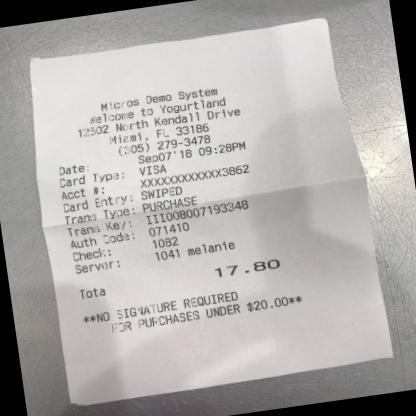 Micros Demo System
Welcome to Yogurtland
12502 North Kendall Drive
Miami, FL 33186
(305) 279-3478
Date: Sep07'18 09:28PM
Card Type: VISA
Acct #: XXXXXXXXXXXX3862
Card Entry: SWIPED
Trans Type: PURCHASE
Trans Key: III008007193348
Auth Code: 071410
Check: 1082
Server: 1041 melanie
Tota 17.80
**NO SIGNATURE REQUIRED
FOR PURCHASES UNDER $20.00**